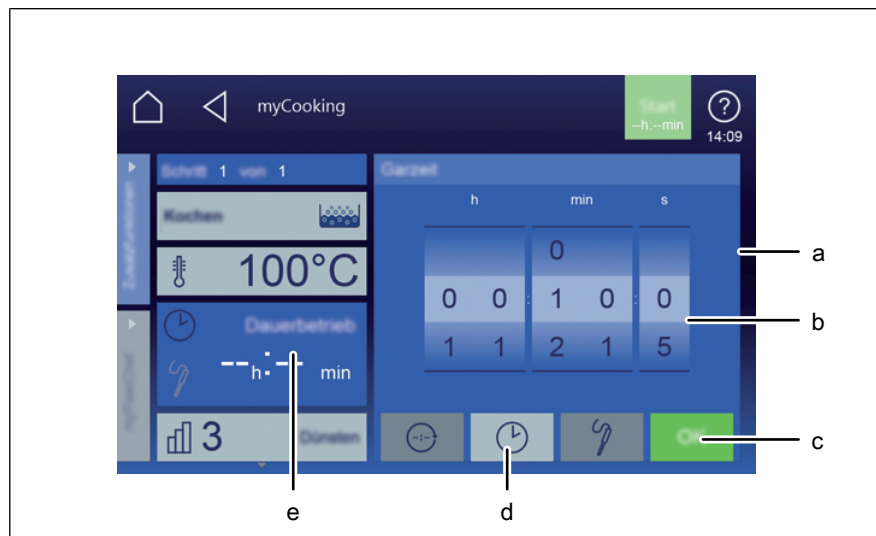 myCooking
Start
--h:--min
14:09
Zusatzfunktionen
Schritt 1 von 1
Garzeit
Kochen
h min s
0
100°C
0 0 : 1 0 : 0
1 1 2 1 5
Dauerbetrieb
--h:-- min
3 Dünsten
-:-
OK
a
b
c
d
e